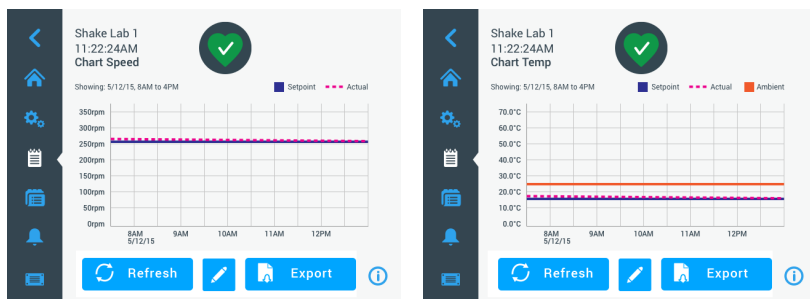 Shake Lab 1
11:22:24AM
Chart Speed
Showing: 5/12/15, 8AM to 4PM
Setpoint Actual
350rpm
300rpm
250rpm
200rpm
150rpm
100rpm
50rpm
0rpm
8AM 9AM 10AM 11AM 12PM
5/12/15
Refresh Export
Shake Lab 1
11:22:24AM
Chart Temp
Showing: 5/12/15, 8AM to 4PM
Setpoint Actual Ambient
70.0°C
60.0°C
50.0°C
40.0°C
30.0°C
20.0°C
10.0°C
0.0°C
8AM 9AM 10AM 11AM 12PM
5/12/15
Refresh Export